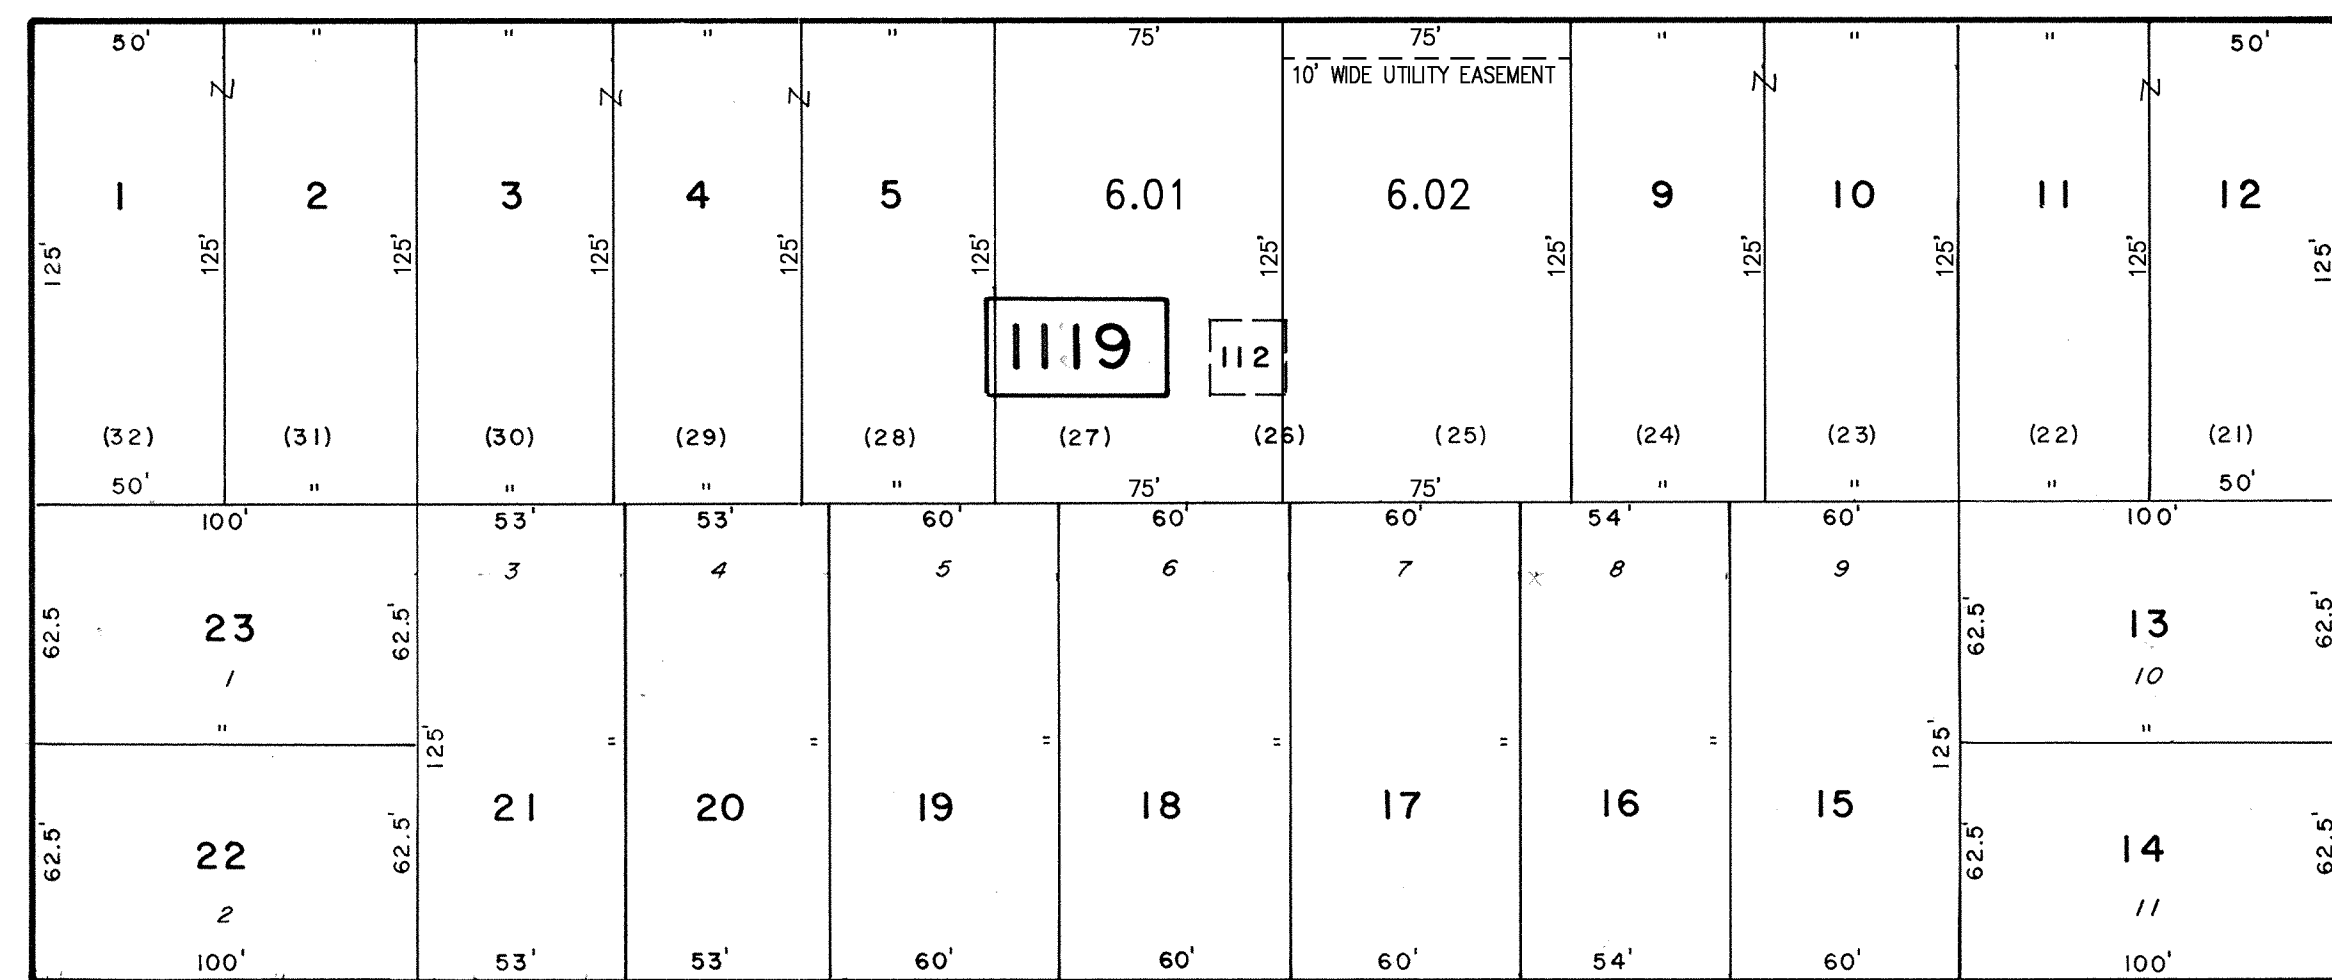 50' " " " " 75' 75' " " " 50'
10' WIDE UTILITY EASEMENT
1 2 3 4 5 6.01 6.02 9 10 11 12
125' 125' 125' 125' 125' 125' 125' 125' 125' 125' 125' 125'
1119 112
(32) (31) (30) (29) (28) (27) (26) (25) (24) (23) (22) (21)
50' " " " " 75' 75' " " " 50'
100' 53' 53' 60' 60' 60' 54' 60' 100'
3 4 5 6 7 8 9
62.5 23 62.5' 62.5' 13 62.5'
1 10
" "
125' " " " " " " 125'
21 20 19 18 17 16 15
62.5' 22 62.5' 62.5' 14 62.5'
2 11
100' 53' 53' 60' 60' 60' 54' 60' 100'